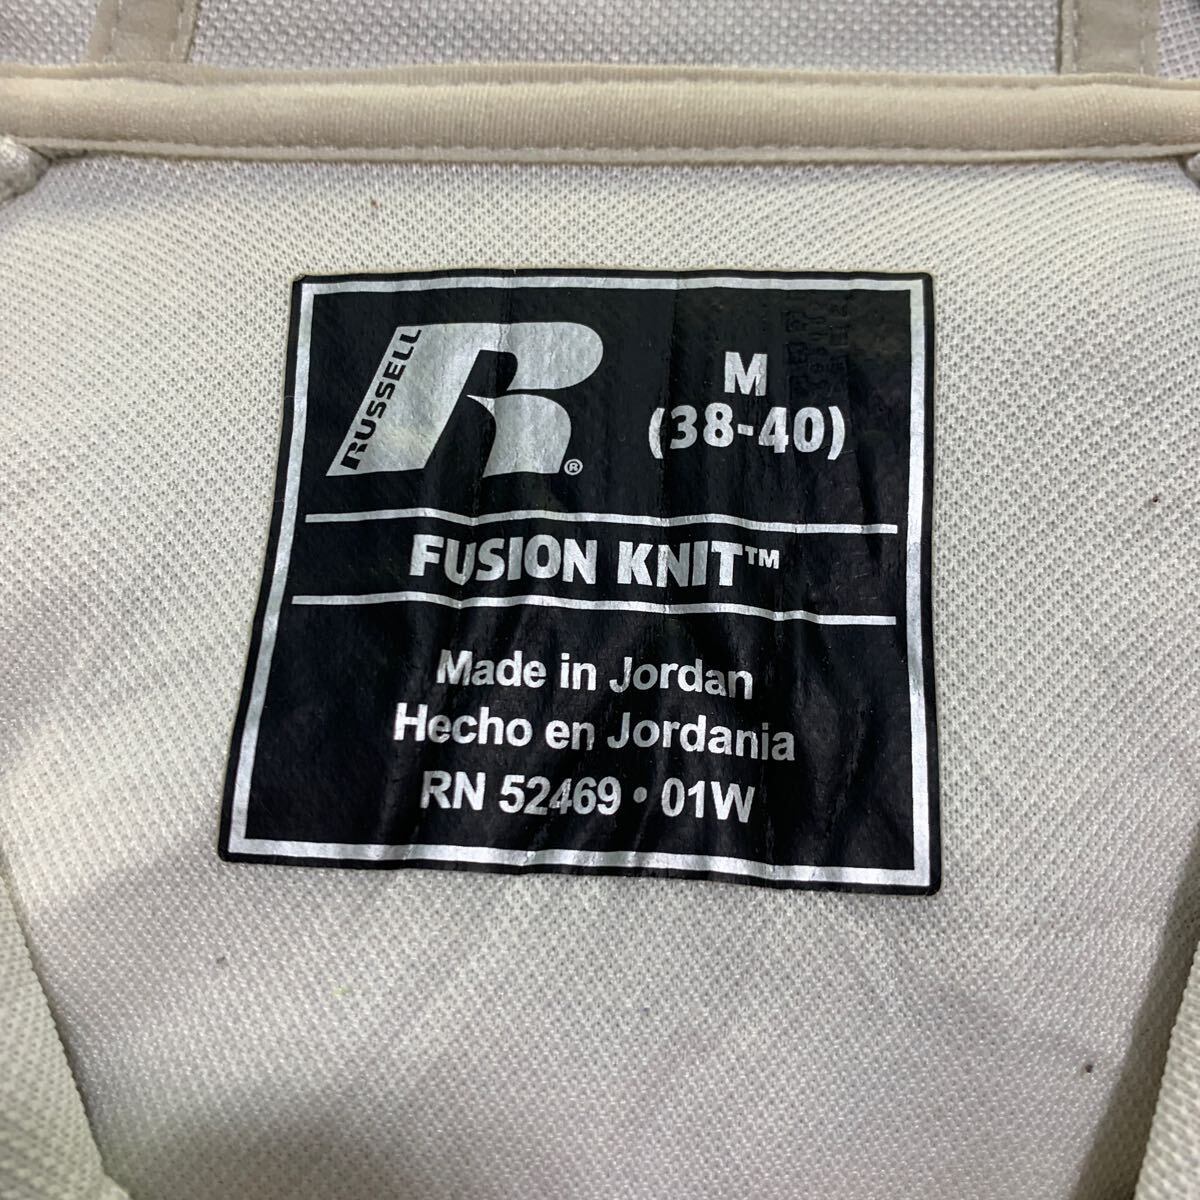 RUSSELL
R®
M
(38-40)
FUSION KNIT™
Made in Jordan
Hecho en Jordania
RN 52469 • 01W